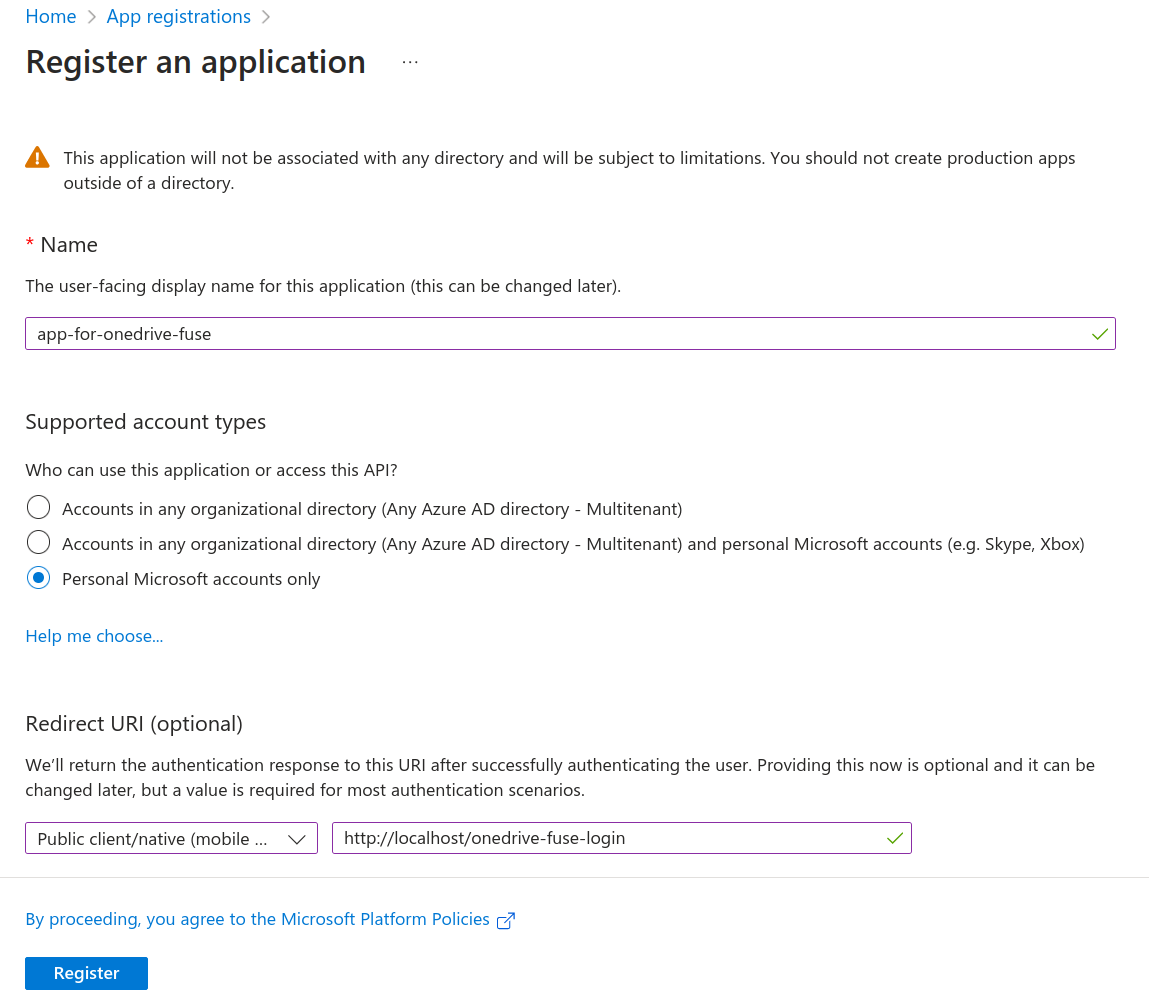 Home > App registrations >
Register an application ...
This application will not be associated with any directory and will be subject to limitations. You should not create production apps
outside of a directory.
* Name
The user-facing display name for this application (this can be changed later).
app-for-onedrive-fuse
Supported account types
Who can use this application or access this API?
Accounts in any organizational directory (Any Azure AD directory - Multitenant)
Accounts in any organizational directory (Any Azure AD directory - Multitenant) and personal Microsoft accounts (e.g. Skype, Xbox)
Personal Microsoft accounts only
Help me choose...
Redirect URI (optional)
We’ll return the authentication response to this URI after successfully authenticating the user. Providing this now is optional and it can be
changed later, but a value is required for most authentication scenarios.
Public client/native (mobile ... http://localhost/onedrive-fuse-login
By proceeding, you agree to the Microsoft Platform Policies
Register